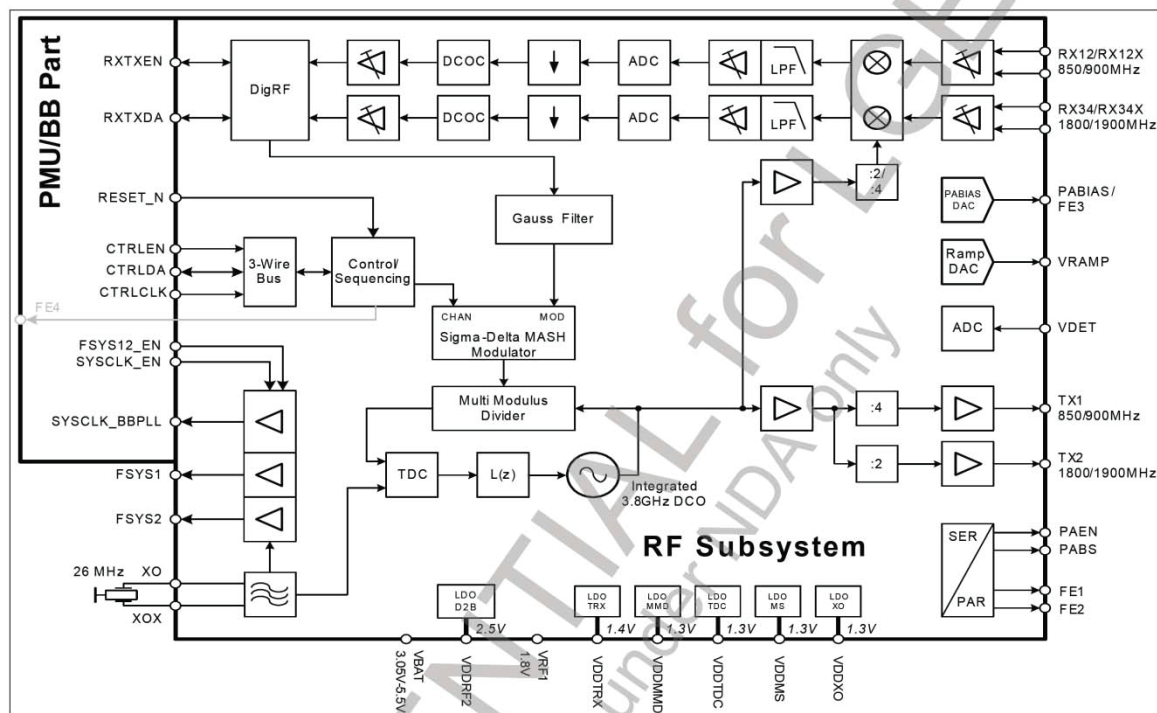 PMU/BB Part
RXTXEN
RXTXDA
DigRF
DCOC
ADC
LPF
RX12/RX12X
850/900MHz
DCOC
ADC
LPF
RX34/RX34X
1800/1900MHz
:2/
:4
RESET_N
Gauss Filter
PABIAS
DAC
PABIAS/
FE3
CTRLEN
CTRLDA
CTRLCLK
3-Wire
Bus
Control/
Sequencing
Ramp
DAC
VRAMP
FE4
CHAN
MOD
Sigma-Delta MASH
Modulator
ADC
VDET
FSYS12_EN
SYSCLK_EN
SYSCLK_BBPLL
Multi Modulus
Divider
:4
TX1
850/900MHz
FSYS1
TDC
L(z)
Integrated
3.8GHz DCO
:2
TX2
1800/1900MHz
FSYS2
RF Subsystem
SER
PAR
PAEN
PABS
FE1
FE2
26 MHz
XO
XOX
LDO
D2B
LDO
TRX
LDO
MMD
LDO
TDC
LDO
MS
LDO
XO
2.5V
1.4V
1.3V
1.3V
1.3V
1.3V
VBAT
3.05V-5.5V
VDDRF2
VRF1
1.8V
VDDTRX
VDDMMD
VDDTDC
VDDMS
VDDXO
NTIAL for LGE
under NDA only